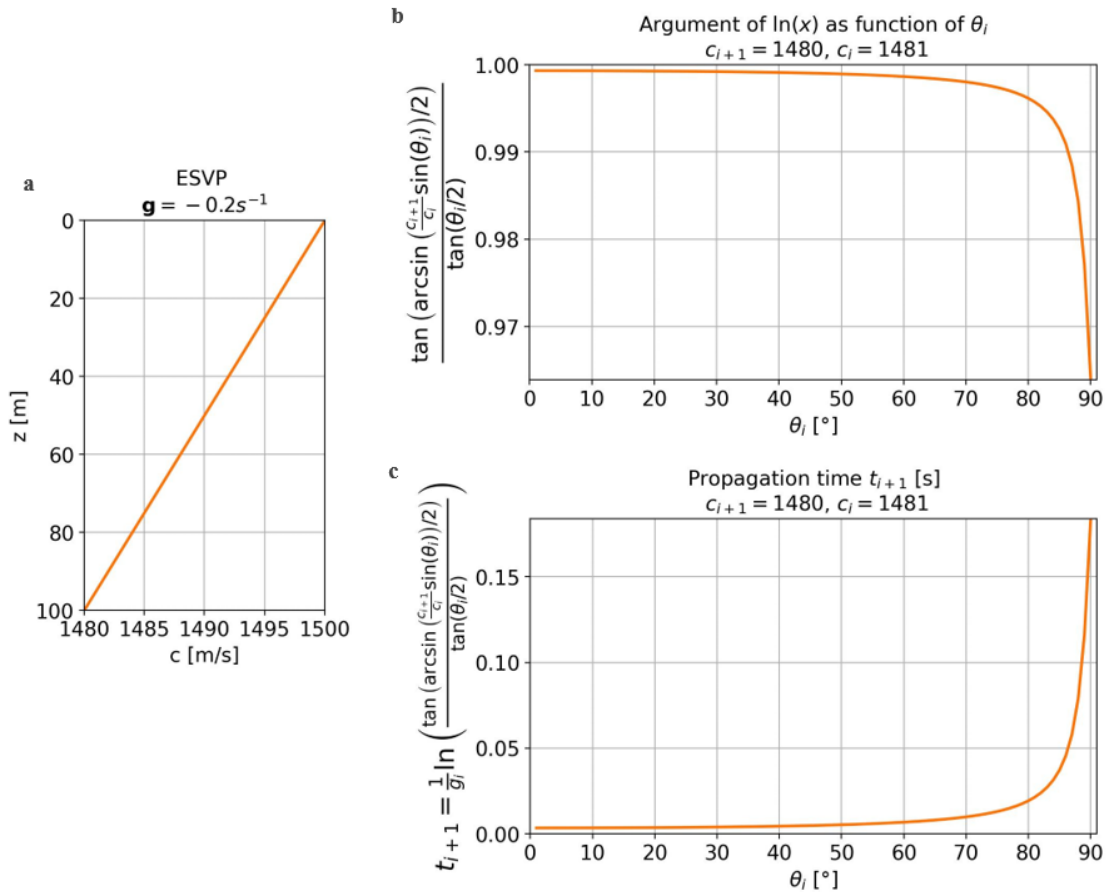 a
ESVP
g = − 0.2s⁻¹
0
20
40
60
80
100
z [m]
1480 1485 1490 1495 1500
c [m/s]
b
Argument of ln(x) as function of θᵢ
cᵢ₊₁ = 1480, cᵢ = 1481
tan (arcsin (cᵢ₊₁/cᵢ sin(θᵢ))/2)
tan(θᵢ/2)
1.00
0.99
0.98
0.97
0 10 20 30 40 50 60 70 80 90
θᵢ [°]
c
Propagation time tᵢ₊₁ [s]
cᵢ₊₁ = 1480, cᵢ = 1481
tᵢ₊₁ = 1/gᵢ ln (tan (arcsin (cᵢ₊₁/cᵢ sin(θᵢ))/2) / tan(θᵢ/2))
0.15
0.10
0.05
0.00
0 10 20 30 40 50 60 70 80 90
θᵢ [°]